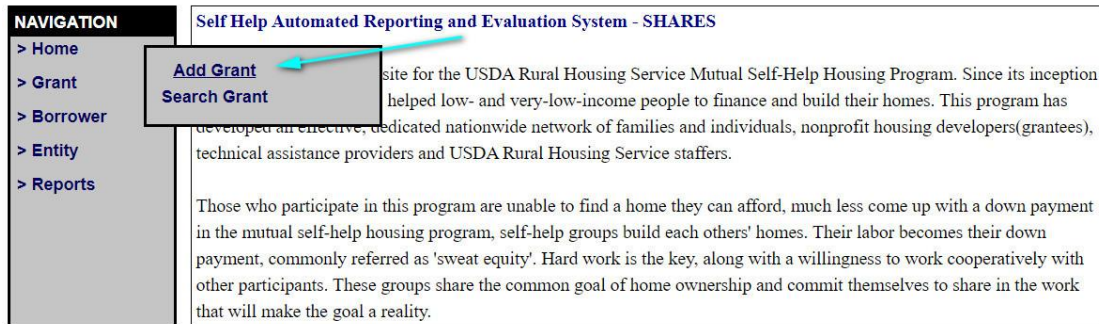 NAVIGATION
> Home
> Grant
> Borrower
> Entity
> Reports
Add Grant
Search Grant
Self Help Automated Reporting and Evaluation System - SHARES
site for the USDA Rural Housing Service Mutual Self-Help Housing Program. Since its inception
helped low- and very-low-income people to finance and build their homes. This program has
developed an effective, dedicated nationwide network of families and individuals, nonprofit housing developers(grantees),
technical assistance providers and USDA Rural Housing Service staffers.
Those who participate in this program are unable to find a home they can afford, much less come up with a down payment
in the mutual self-help housing program, self-help groups build each others' homes. Their labor becomes their down
payment, commonly referred as 'sweat equity'. Hard work is the key, along with a willingness to work cooperatively with
other participants. These groups share the common goal of home ownership and commit themselves to share in the work
that will make the goal a reality.